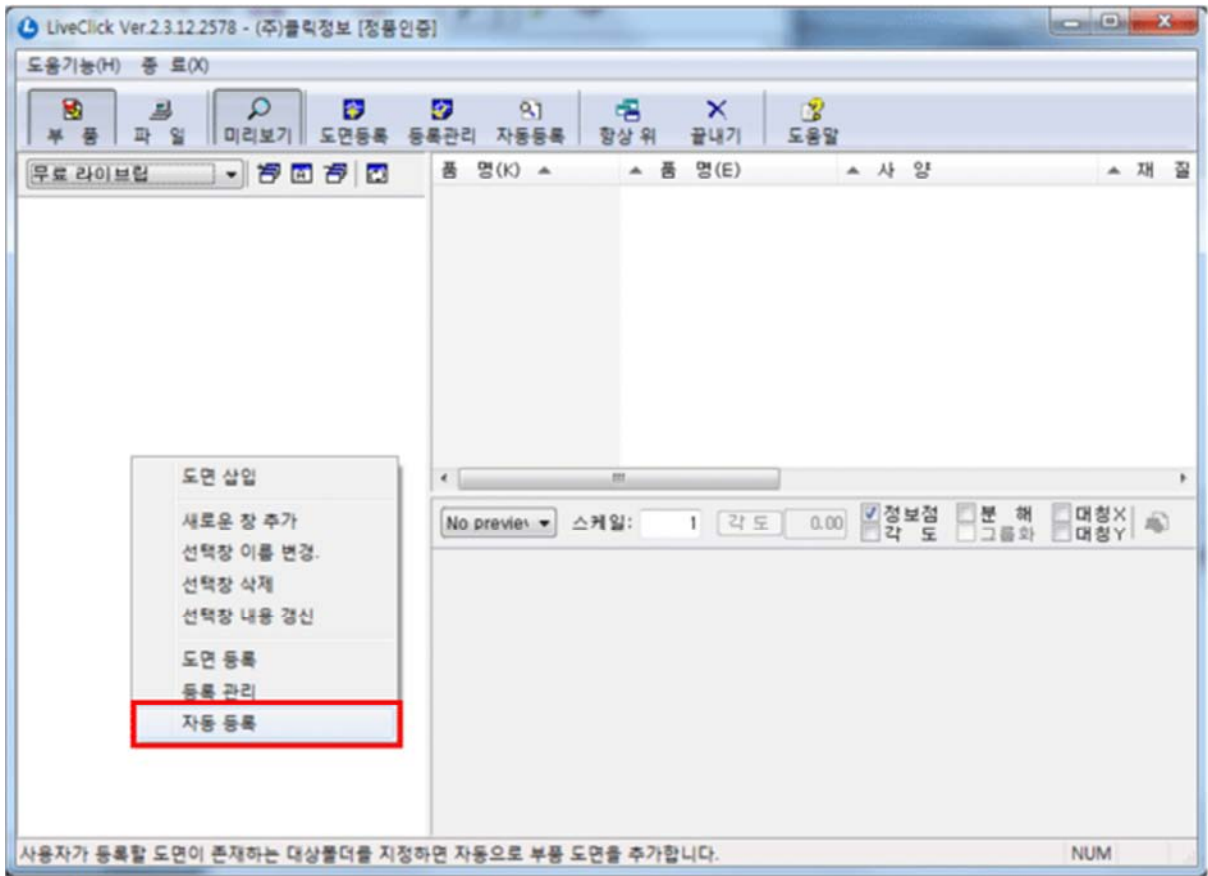 LiveClick Ver.2.3.12.2578 - (주)클릭정보 [정품인증]
도움기능(H) 종 료(X)
부 품 파 일 미리보기 도면등록 등록관리 자동등록 항상 위 끝내기 도움말
무료 라이브럽
품 명(K) 품 명(E) 사 양 재 질
도면 삽입
새로운 창 추가
선택창 이름 변경.
선택창 삭제
선택창 내용 갱신
도면 등록
등록 관리
자동 등록
No previe 스케일: 1 각 도 0.00 정보점 분 해 대칭X
각 도 그룹화 대칭Y
사용자가 등록할 도면이 존재하는 대상폴더를 지정하면 자동으로 부품 도면을 추가합니다. NUM